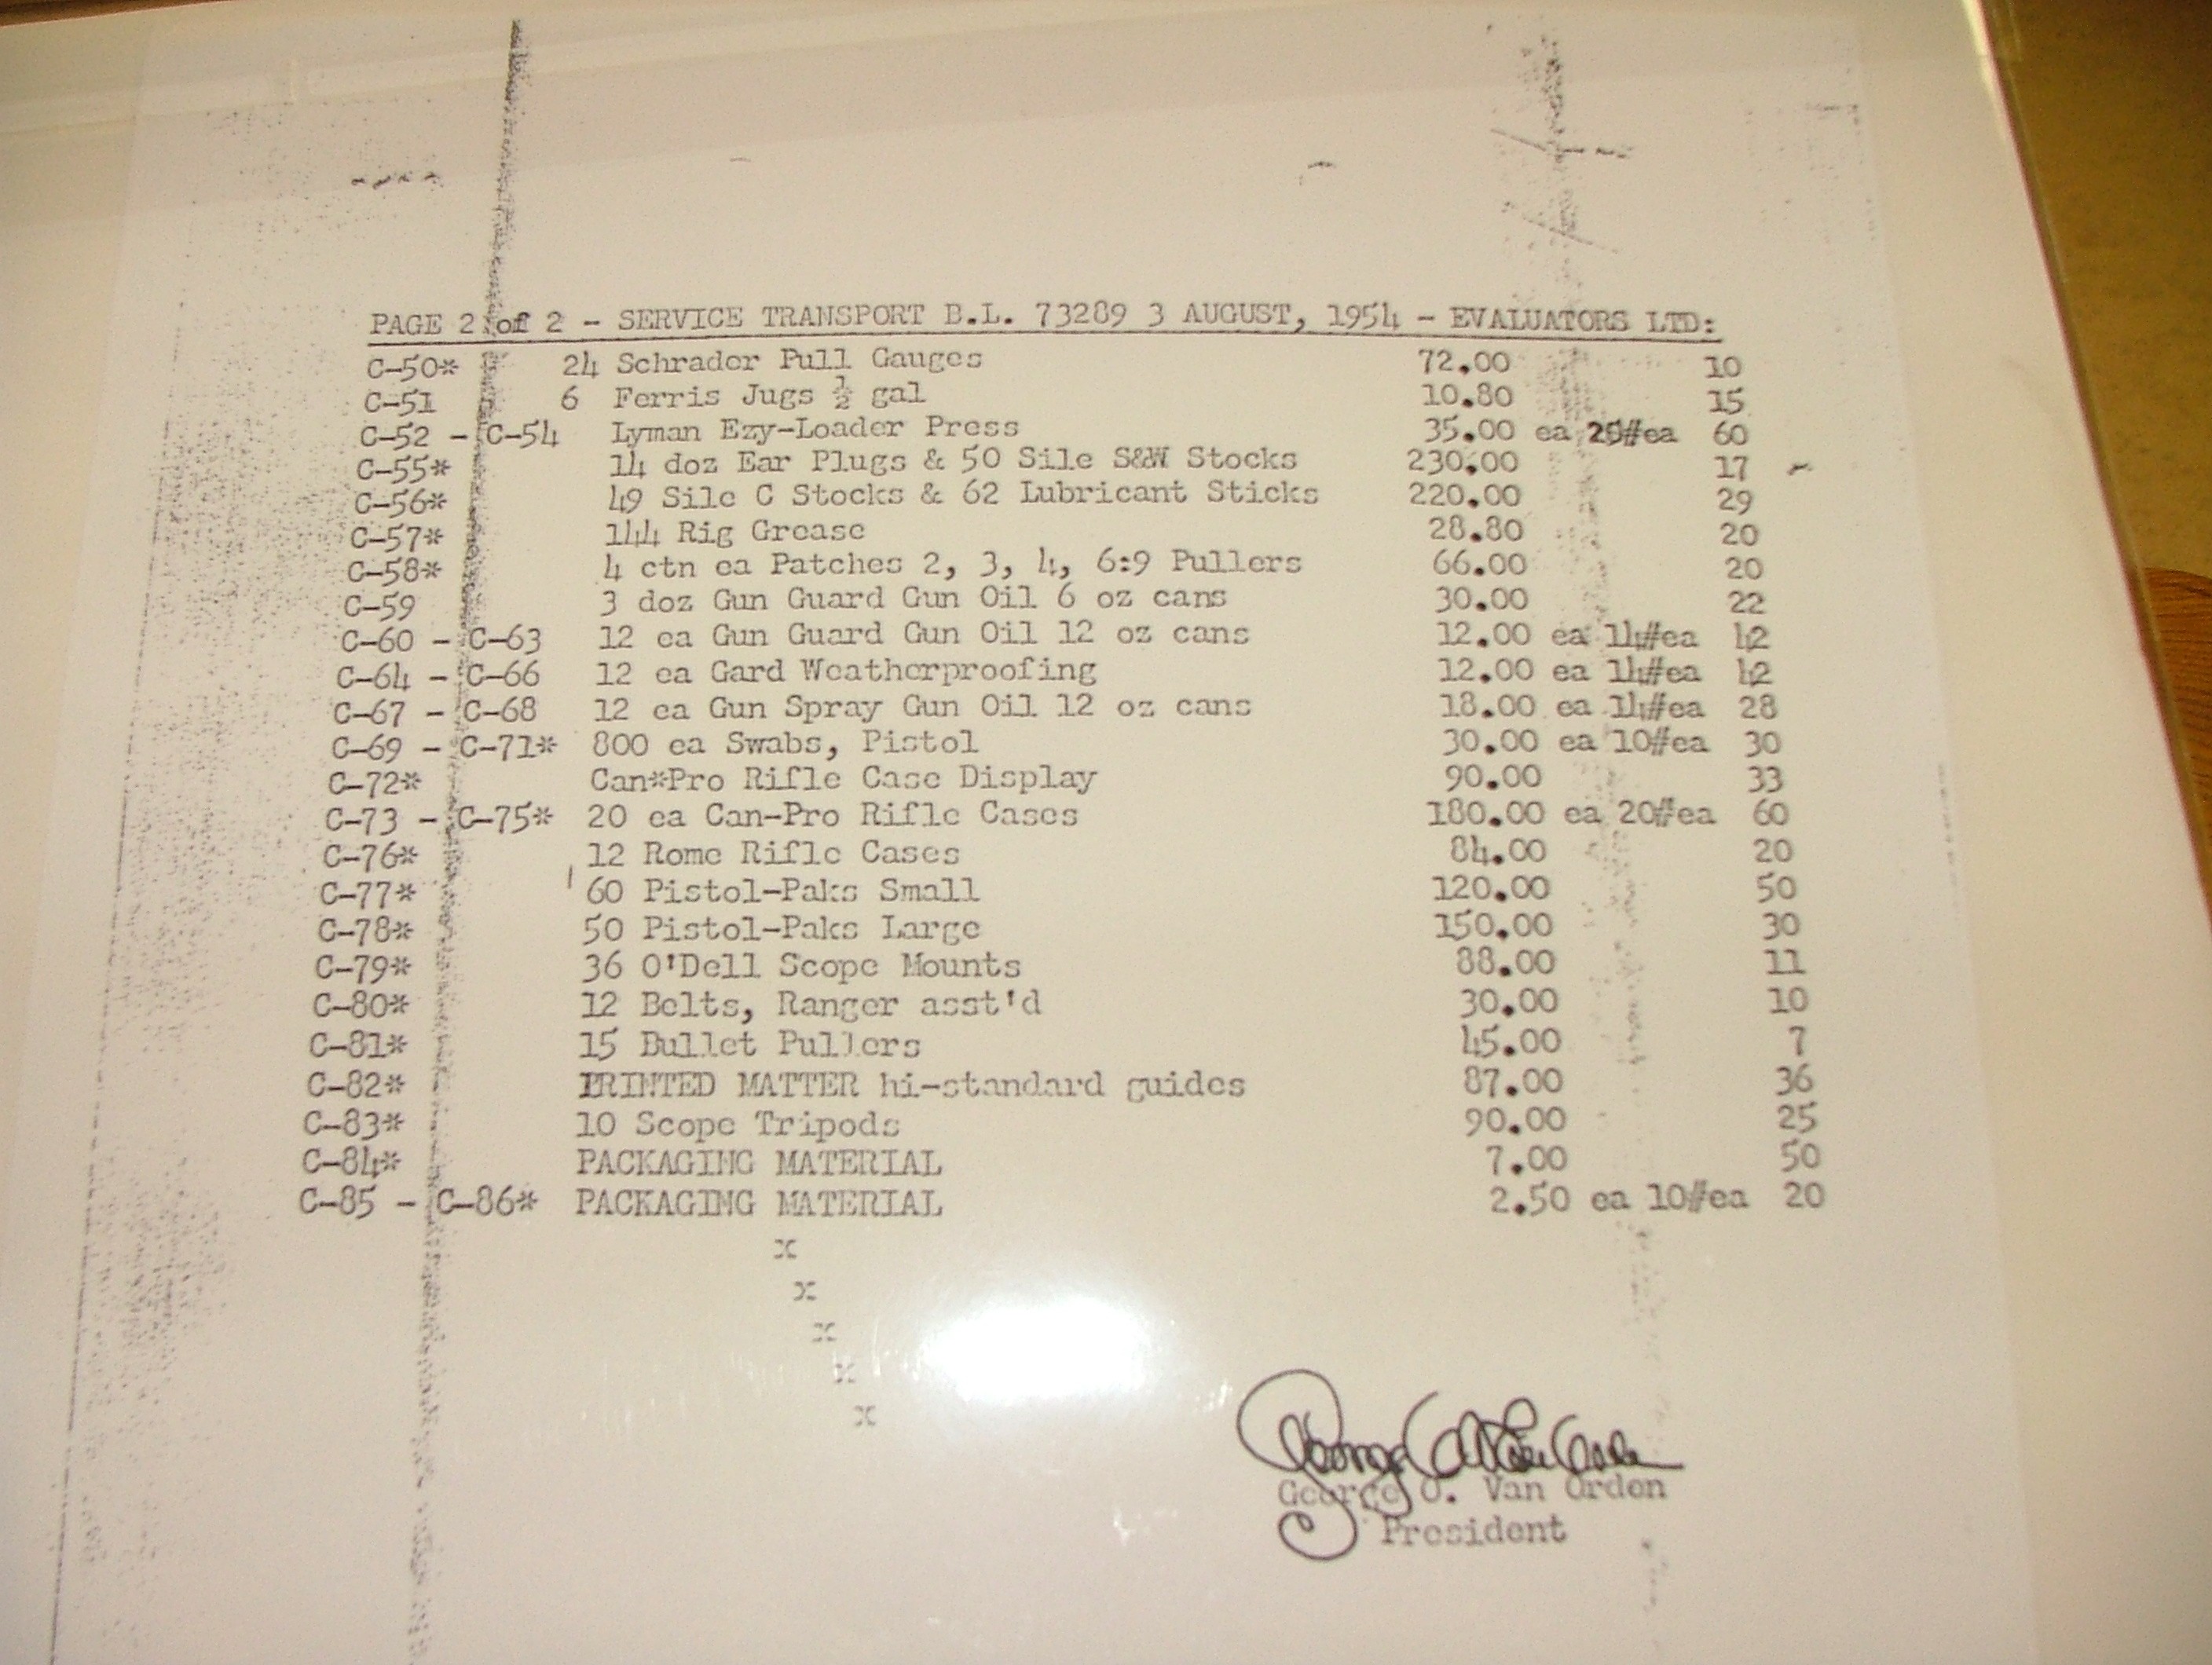 PAGE 2 of 2 - SERVICE TRANSPORT B.L. 73289 3 AUGUST, 1954 - EVALUATORS LTD:
C-50* 24 Schrader Pull Gauges 72.00 10
C-51 6 Ferris Jugs ½ gal 10.80 15
C-52 - C-54 Lyman Ezy-Loader Press 35.00 ea 20#ea 60
C-55* 14 doz Ear Plugs & 50 Sile S&W Stocks 230.00 17
C-56* 49 Sile C Stocks & 62 Lubricant Sticks 220.00 29
C-57* 144 Rig Grease 28.80 20
C-58* 4 ctn ea Patches 2, 3, 4, 6:9 Pullers 66.00 20
C-59 3 doz Gun Guard Gun Oil 6 oz cans 30.00 22
C-60 - C-63 12 ea Gun Guard Gun Oil 12 oz cans 12.00 ea 14#ea 42
C-64 - C-66 12 ea Gard Weatherproofing 12.00 ea 14#ea 42
C-67 - C-68 12 ea Gun Spray Gun Oil 12 oz cans 18.00 ea 14#ea 28
C-69 - C-71* 800 ea Swabs, Pistol 30.00 ea 10#ea 30
C-72* Can*Pro Rifle Case Display 90.00 33
C-73 - C-75* 20 ea Can-Pro Rifle Cases 180.00 ea 20#ea 60
C-76* 12 Rome Rifle Cases 84.00 20
C-77* 60 Pistol-Paks Small 120.00 50
C-78* 50 Pistol-Paks Large 150.00 30
C-79* 36 O'Dell Scope Mounts 88.00 11
C-80* 12 Belts, Ranger asst'd 30.00 10
C-81* 15 Bullet Pullers 45.00 7
C-82* PRINTED MATTER hi-standard guides 87.00 36
C-83* 10 Scope Tripods 90.00 25
C-84* PACKAGING MATERIAL 7.00 50
C-85 - C-86* PACKAGING MATERIAL 2.50 ea 10#ea 20
x
x
x
x
x
George O. Van Orden
President